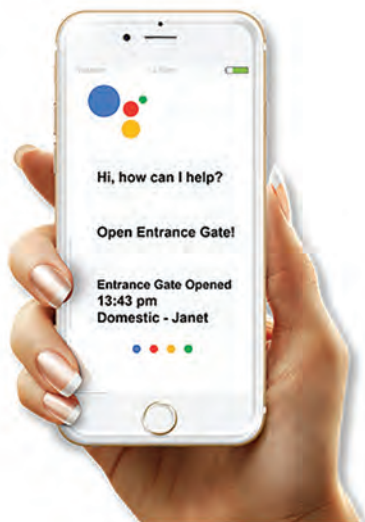 Hi, how can I help?
Open Entrance Gate!
Entrance Gate Opened
13:43 pm
Domestic - Janet